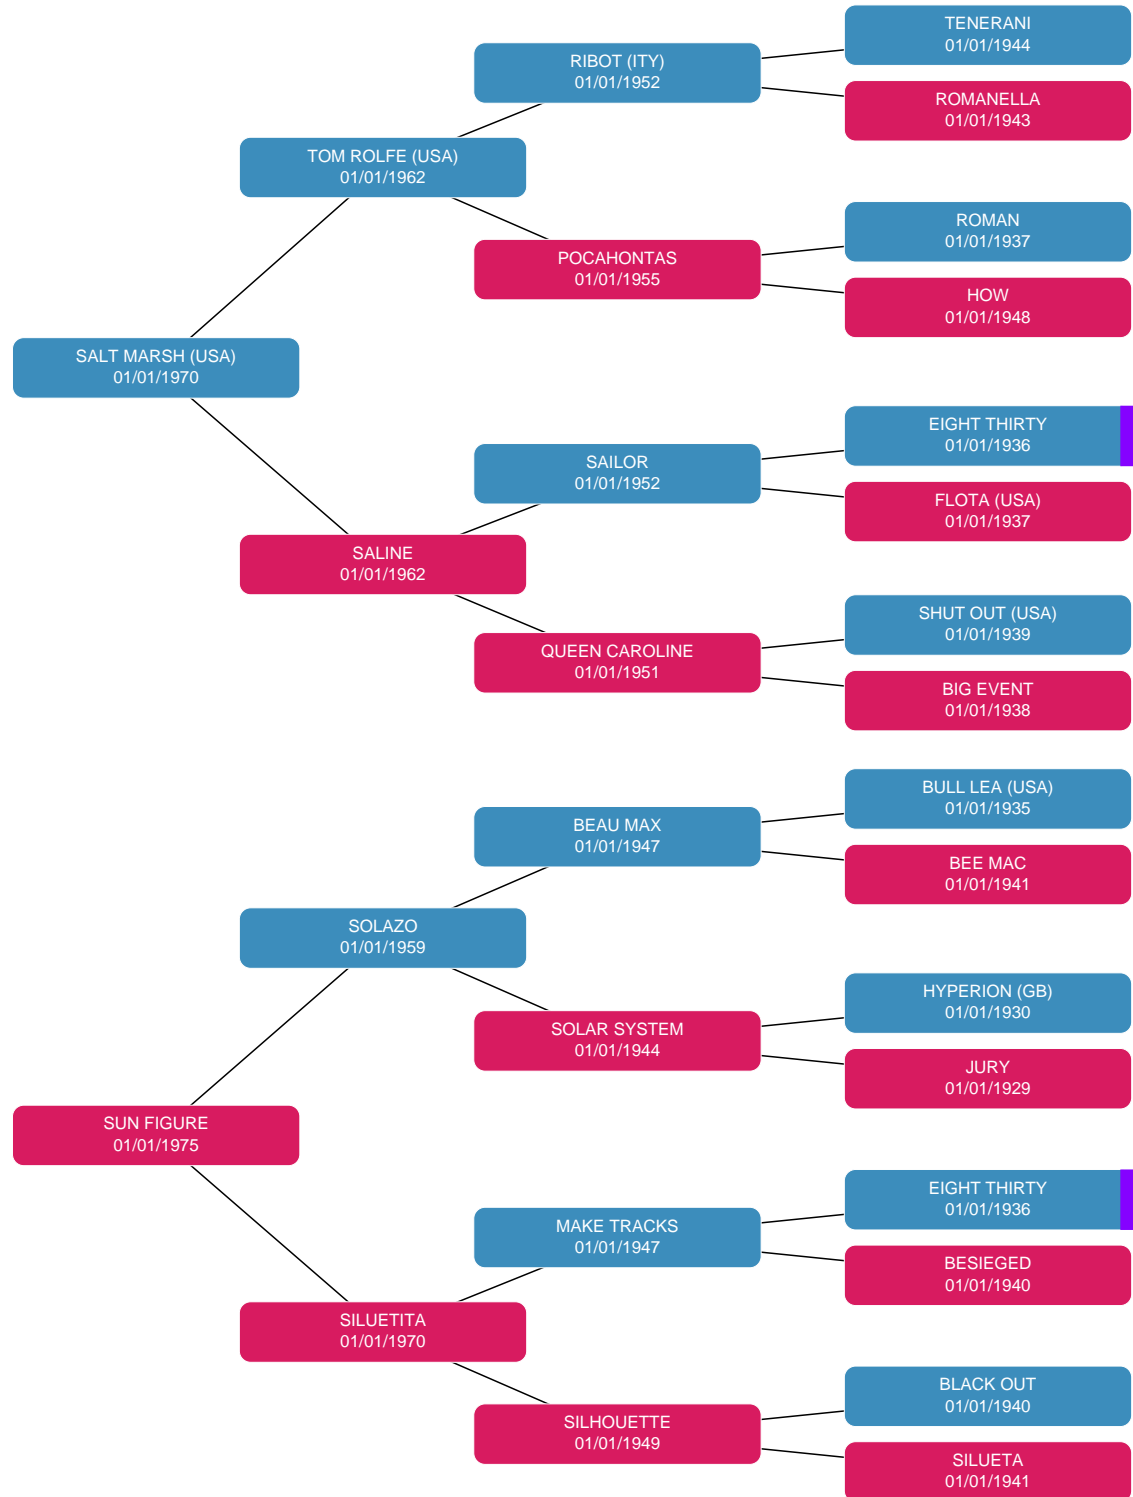 TENERANI
01/01/1944
RIBOT (ITY)
01/01/1952
ROMANELLA
01/01/1943
TOM ROLFE (USA)
01/01/1962
ROMAN
01/01/1937
POCAHONTAS
01/01/1955
HOW
01/01/1948
SALT MARSH (USA)
01/01/1970
EIGHT THIRTY
01/01/1936
SAILOR
01/01/1952
FLOTA (USA)
01/01/1937
SALINE
01/01/1962
SHUT OUT (USA)
01/01/1939
QUEEN CAROLINE
01/01/1951
BIG EVENT
01/01/1938
BULL LEA (USA)
01/01/1935
BEAU MAX
01/01/1947
BEE MAC
01/01/1941
SOLAZO
01/01/1959
HYPERION (GB)
01/01/1930
SOLAR SYSTEM
01/01/1944
JURY
01/01/1929
SUN FIGURE
01/01/1975
EIGHT THIRTY
01/01/1936
MAKE TRACKS
01/01/1947
BESIEGED
01/01/1940
SILUETITA
01/01/1970
BLACK OUT
01/01/1940
SILHOUETTE
01/01/1949
SILUETA
01/01/1941